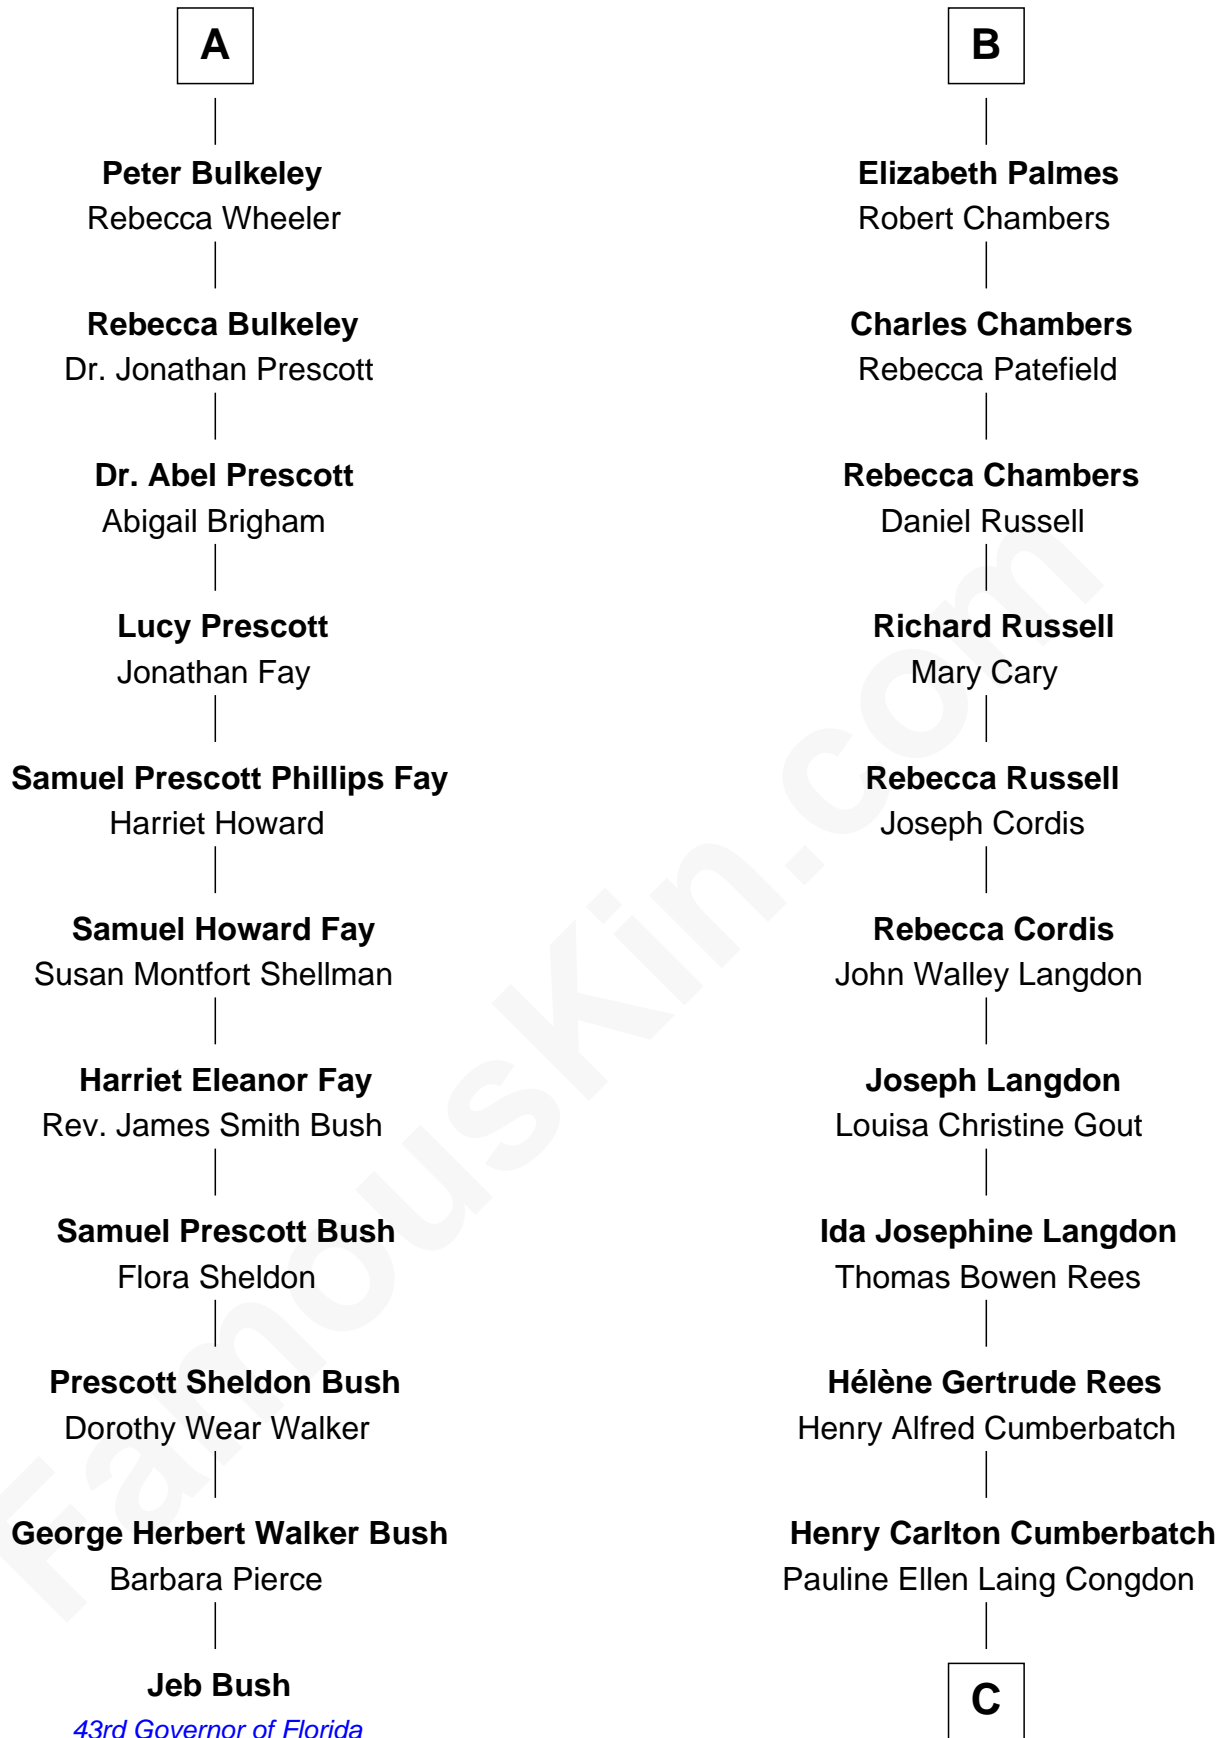 A
Peter Bulkeley
Rebecca Wheeler
Rebecca Bulkeley
Dr. Jonathan Prescott
Dr. Abel Prescott
Abigail Brigham
Lucy Prescott
Jonathan Fay
Samuel Prescott Phillips Fay
Harriet Howard
Samuel Howard Fay
Susan Montfort Shellman
Harriet Eleanor Fay
Rev. James Smith Bush
Samuel Prescott Bush
Flora Sheldon
Prescott Sheldon Bush
Dorothy Wear Walker
George Herbert Walker Bush
Barbara Pierce
Jeb Bush
43rd Governor of Florida
B
Elizabeth Palmes
Robert Chambers
Charles Chambers
Rebecca Patefield
Rebecca Chambers
Daniel Russell
Richard Russell
Mary Cary
Rebecca Russell
Joseph Cordis
Rebecca Cordis
John Walley Langdon
Joseph Langdon
Louisa Christine Gout
Ida Josephine Langdon
Thomas Bowen Rees
Hélène Gertrude Rees
Henry Alfred Cumberbatch
Henry Carlton Cumberbatch
Pauline Ellen Laing Congdon
C
FamousKin.com